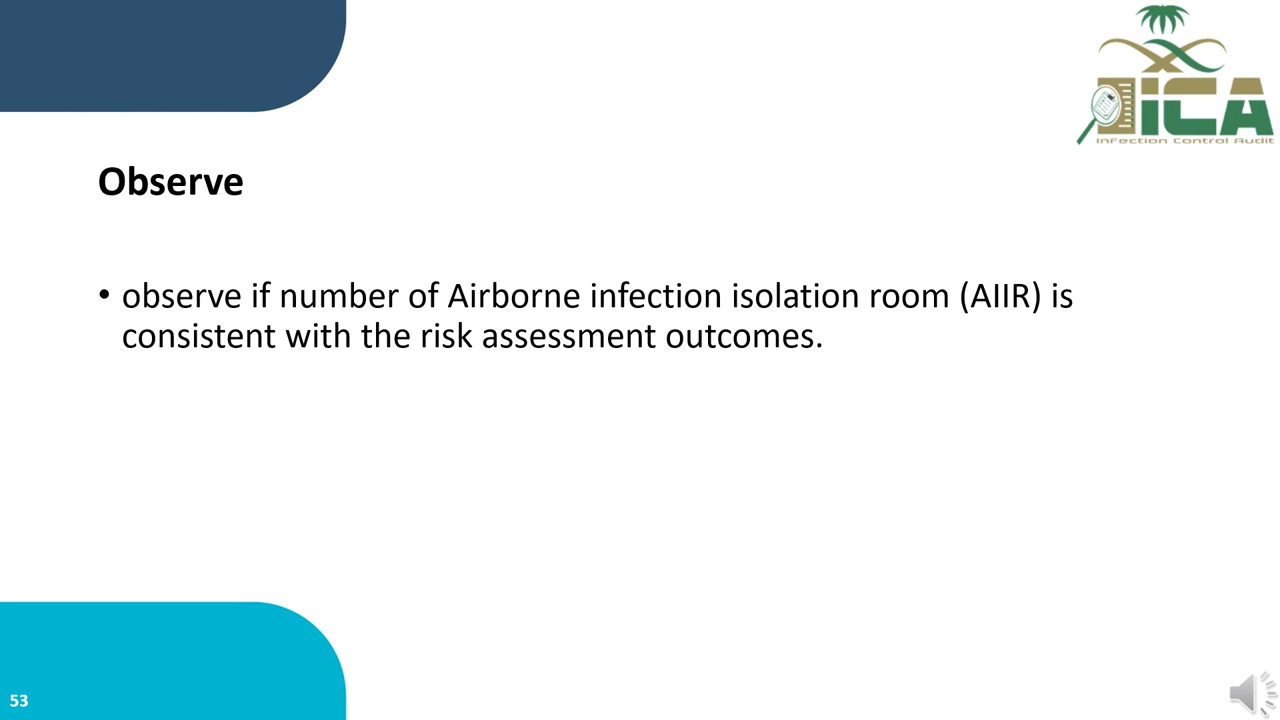 iCA
Infection Control Audit
Observe
• observe if number of Airborne infection isolation room (AIIR) is
consistent with the risk assessment outcomes.
53